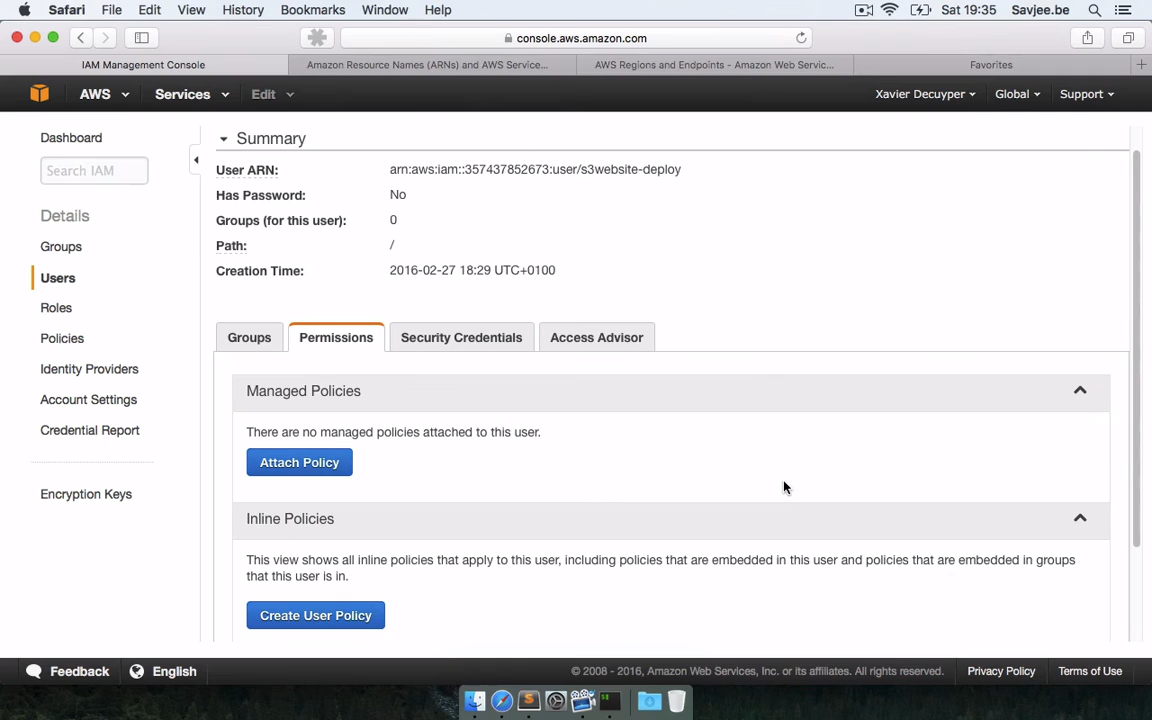 Safari File Edit View History Bookmarks Window Help Sat 19:35 Savjee.be
console.aws.amazon.com
IAM Management Console Amazon Resource Names (ARNs) and AWS Service... AWS Regions and Endpoints - Amazon Web Servic... Favorites
AWS Services Edit Xavier Decuyper Global Support
Dashboard
Search IAM
Details
Groups
Users
Roles
Policies
Identity Providers
Account Settings
Credential Report
Encryption Keys
Summary
User ARN: arn:aws:iam::357437852673:user/s3website-deploy
Has Password: No
Groups (for this user): 0
Path: /
Creation Time: 2016-02-27 18:29 UTC+0100
Groups Permissions Security Credentials Access Advisor
Managed Policies
There are no managed policies attached to this user.
Attach Policy
Inline Policies
This view shows all inline policies that apply to this user, including policies that are embedded in this user and policies that are embedded in groups
that this user is in.
Create User Policy
Feedback English © 2008 - 2016, Amazon Web Services, Inc. or its affiliates. All rights reserved. Privacy Policy Terms of Use